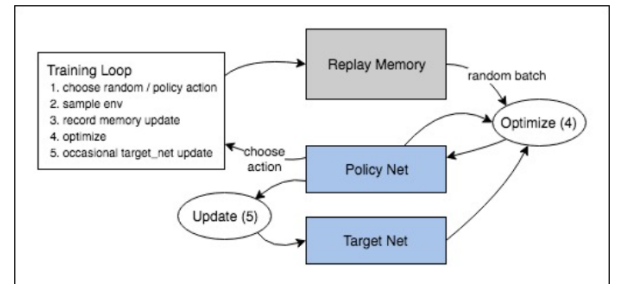 Training Loop
1. choose random / policy action
2. sample env
3. record memory update
4. optimize
5. occasional target_net update
Replay Memory
random batch
Optimize (4)
choose
action
Policy Net
Update (5)
Target Net